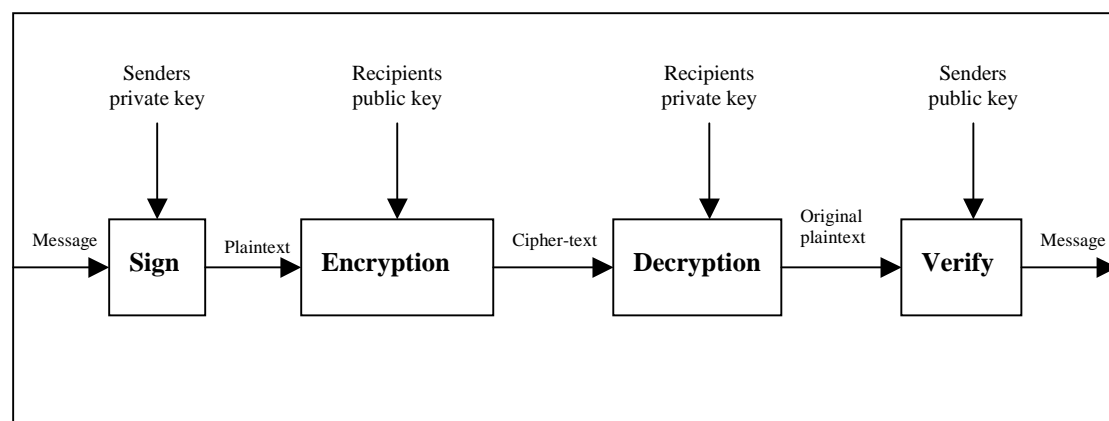 Senders
private key
Recipients
public key
Recipients
private key
Senders
public key
Message
Sign
Plaintext
Encryption
Cipher-text
Decryption
Original
plaintext
Verify
Message